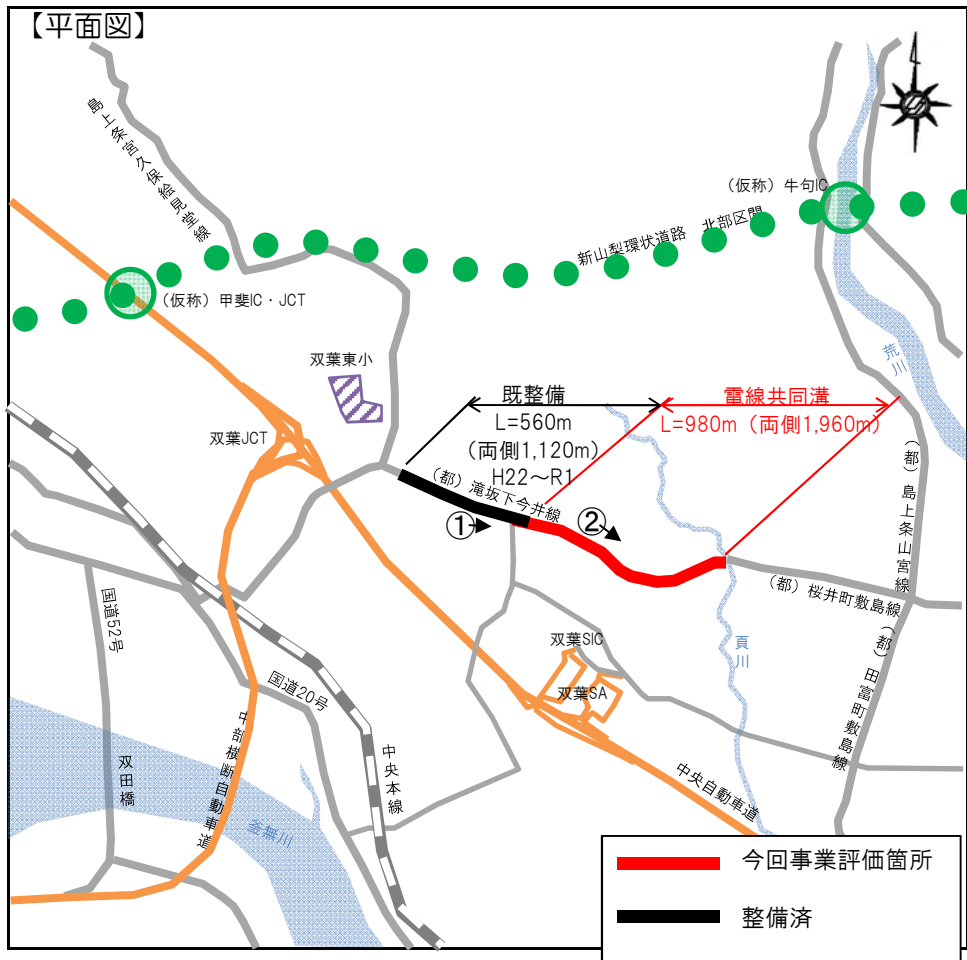 【平面図】
島上条宮久保絵見堂線
(仮称)牛句IC
新山梨環状道路 北部区間
(仮称)甲斐IC・JCT
双葉東小
荒川
既整備
電線共同溝
L=560m
L=980m(両側1,960m)
(両側1,120m)
H22~R1
双葉JCT
(都)滝坂下今井線
①
②
(都)島上条山宮線
(都)桜井町敷島線
国道52号
双葉SIC
貢川
(都)田富町敷島線
国道20号
双葉SA
中部横断自動車道
中央本線
双田橋
中央自動車道
釜無川
今回事業評価箇所
整備済